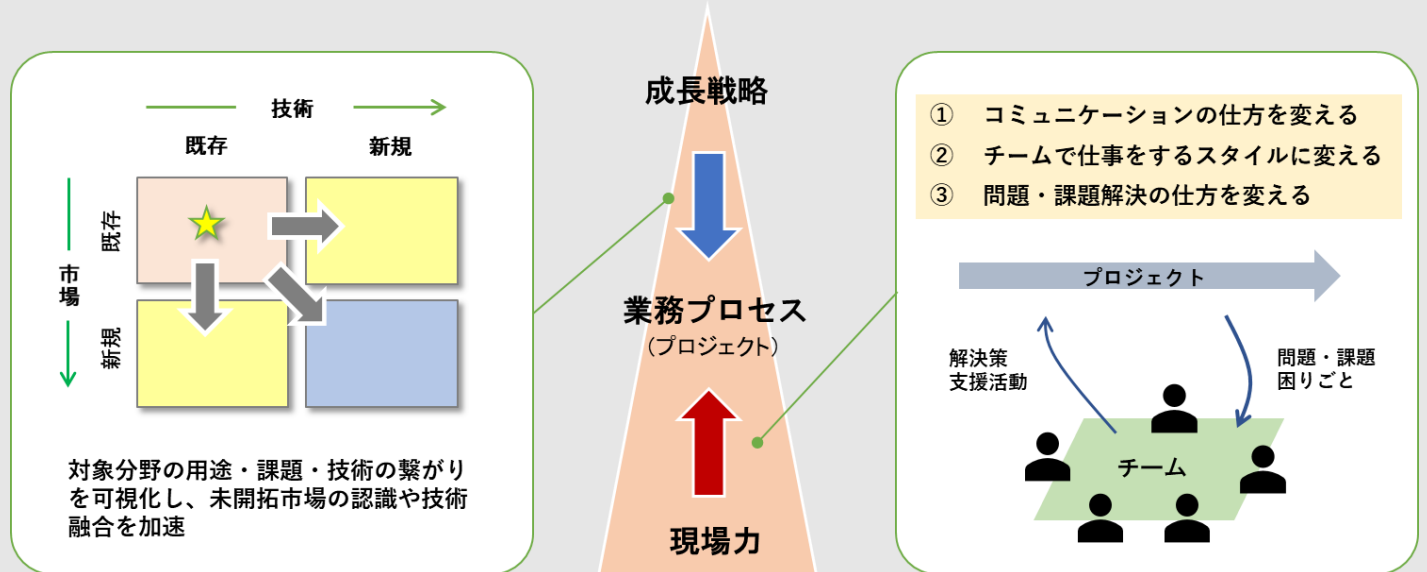 技術
既存
新規
市場
既存
新規
対象分野の用途・課題・技術の繋がり
を可視化し、未開拓市場の認識や技術
融合を加速
成長戦略
業務プロセス
（プロジェクト）
現場力
① コミュニケーションの仕方を変える
② チームで仕事をするスタイルに変える
③ 問題・課題解決の仕方を変える
プロジェクト
解決策
支援活動
問題・課題
困りごと
チーム